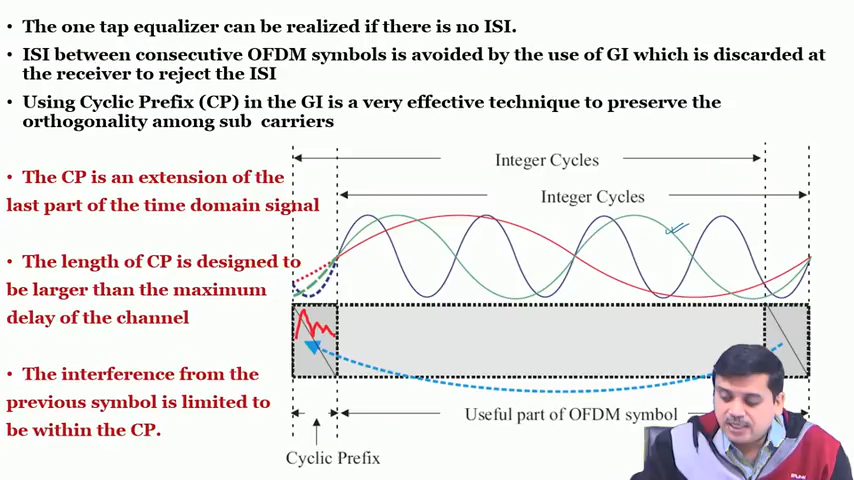 • The one tap equalizer can be realized if there is no ISI.
• ISI between consecutive OFDM symbols is avoided by the use of GI which is discarded at
the receiver to reject the ISI
• Using Cyclic Prefix (CP) in the GI is a very effective technique to preserve the
orthogonality among sub carriers
• The CP is an extension of the
last part of the time domain signal
• The length of CP is designed to
be larger than the maximum
delay of the channel
• The interference from the
previous symbol is limited to
be within the CP.
Integer Cycles
Integer Cycles
Useful part of OFDM symbol
Cyclic Prefix